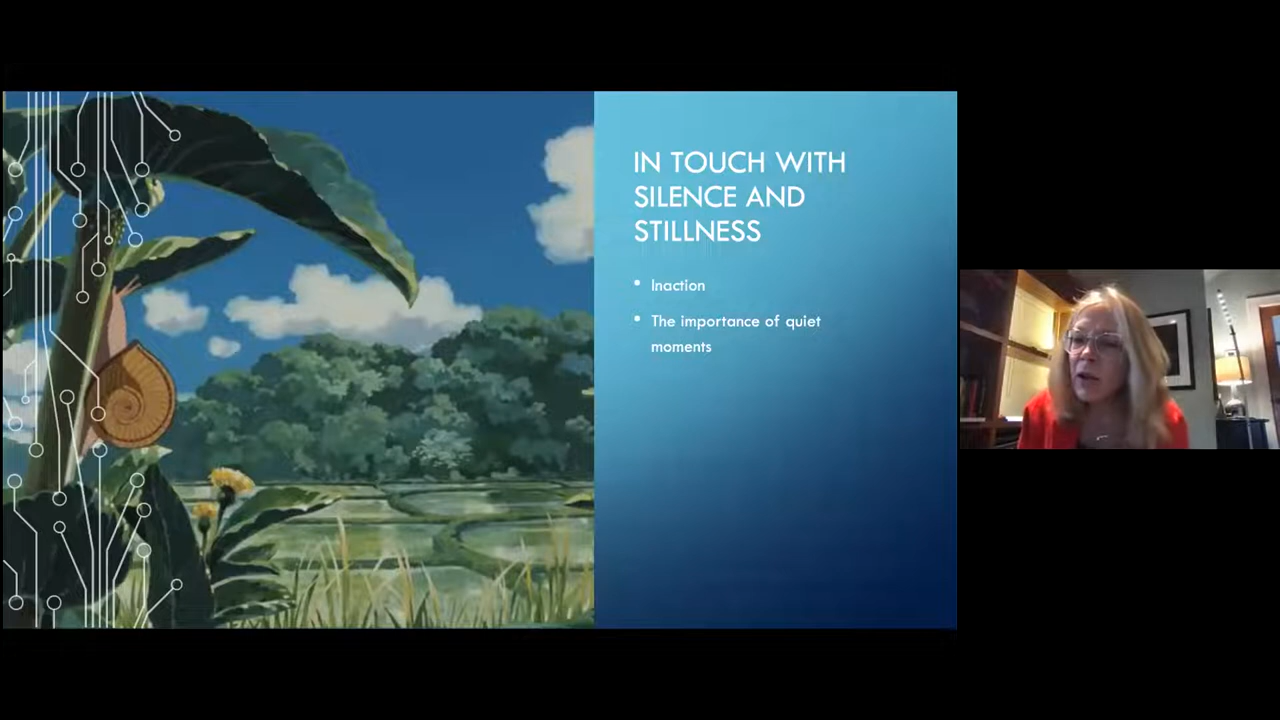 IN TOUCH WITH
SILENCE AND
STILLNESS
• Inaction
• The importance of quiet
moments